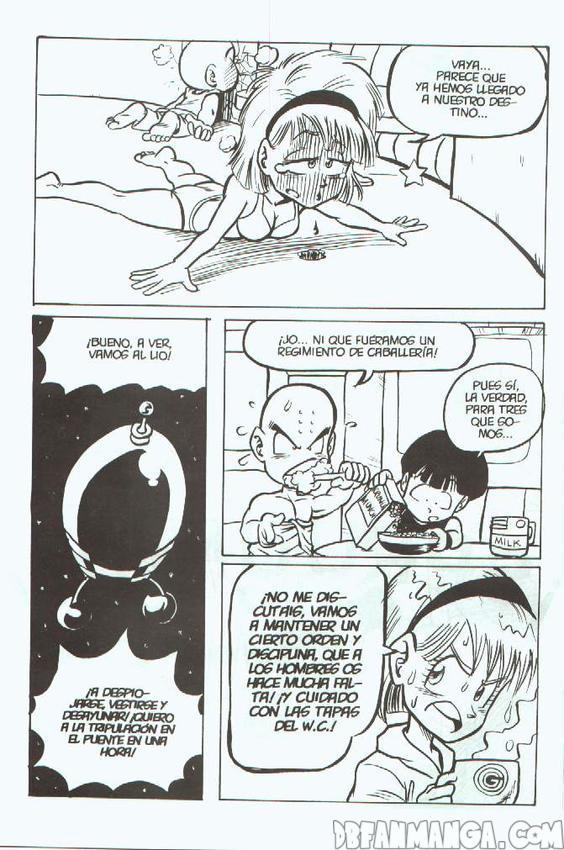 VAYA...
PARECE QUE
YA HEMOS LLEGADO
A NUESTRO DES-
TINO...
¡BUENO, A VER,
VAMOS AL LIO!
¡A DESPIO-
JARSE, VESTIRSE Y
DESAYUNAR! ¡QUIERO
A LA TRIPULACIÓN EN
EL PUENTE EN UNA
HORA!
¡JO... NI QUE FUÉRAMOS UN
REGIMIENTO DE CABALLERÍA!
PUES SÍ,
LA VERDAD,
PARA TRES
QUE SO-
MOS...
MILK
¡NO ME DIS-
CUTAIS, VAMOS
A MANTENER UN
CIERTO ORDEN Y
DISCIPLINA, QUE A
LOS HOMBRES OS
HACE MUCHA FAL-
TA! ¡Y CUIDADO
CON LAS TAPAS
DEL W.C.!
DBFANMANGA.COM